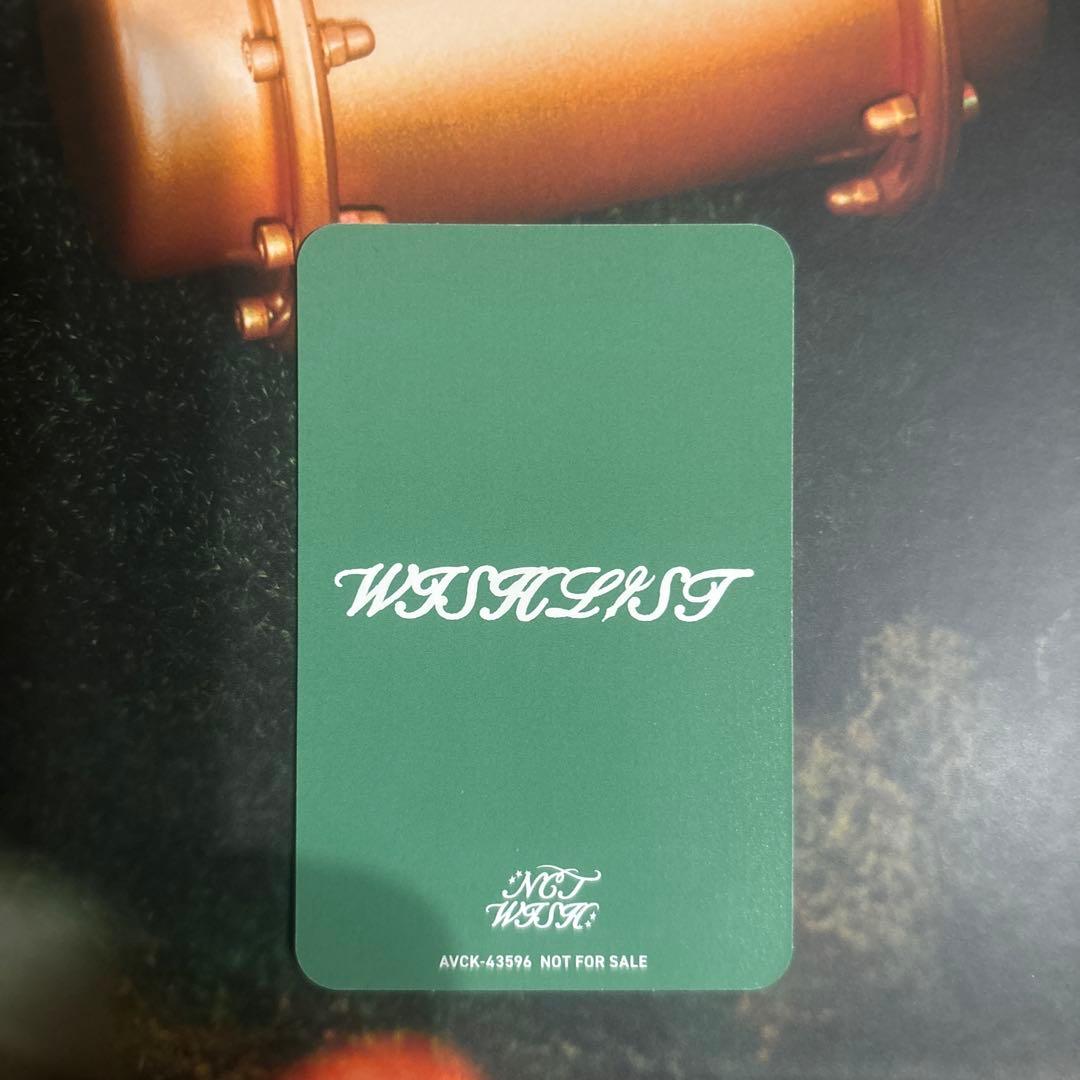 WISHLIST
NCT
WISH
AVCK-43596 NOT FOR SALE